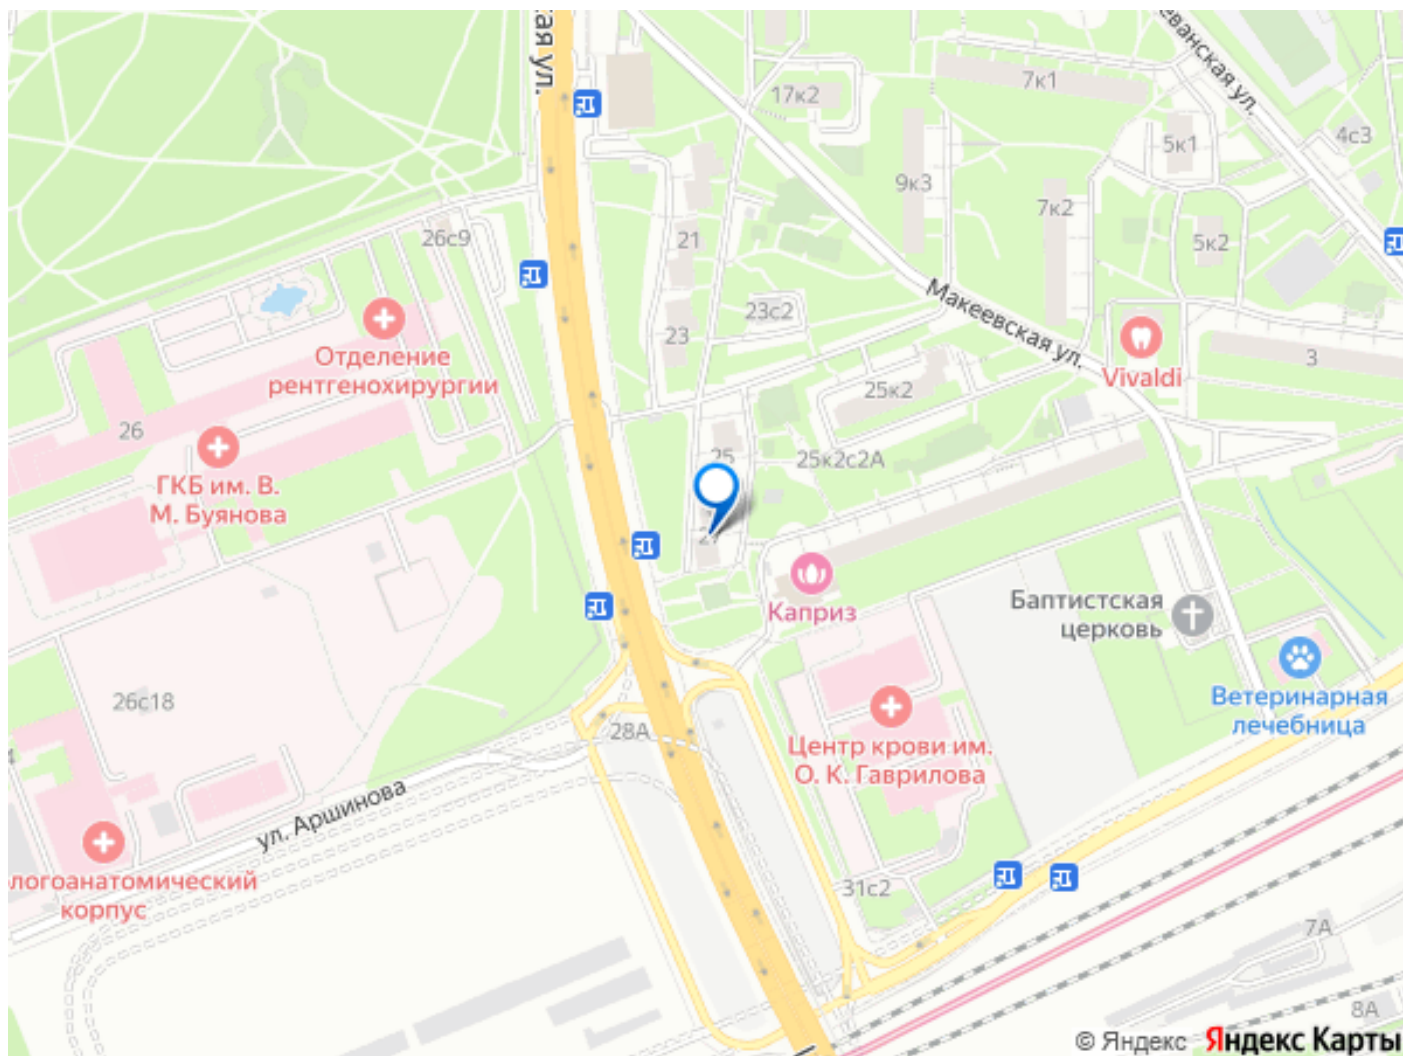 кая ул.
еванская ул.
7к1
17к2
4с3
5к1
9к3
7к2
26с9
21
5к2
Макеевская ул.
23с2
23
Отделение
рентгенохирургии
3
Vivaldi
25к2
26
25
25к2с2А
ГКБ им. В.
М. Буянова
Каприз
Баптистская
церковь
26с18
Ветеринарная
лечебница
28А
Центр крови им.
О. К. Гаврилова
ул. Аршинова
логоанатомический
корпус
31с2
7А
8А
© Яндекс Яндекс Карты